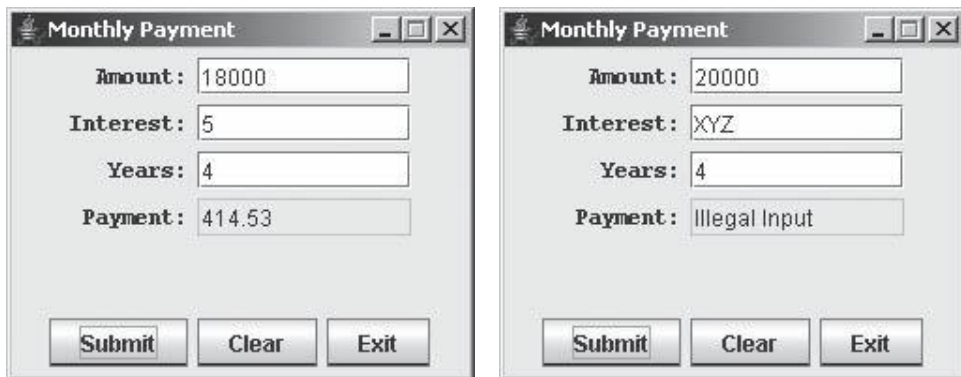 Monthly Payment
Amount: 18000
Interest: 5
Years: 4
Payment: 414.53
Submit Clear Exit
Monthly Payment
Amount: 20000
Interest: XYZ
Years: 4
Payment: Illegal Input
Submit Clear Exit